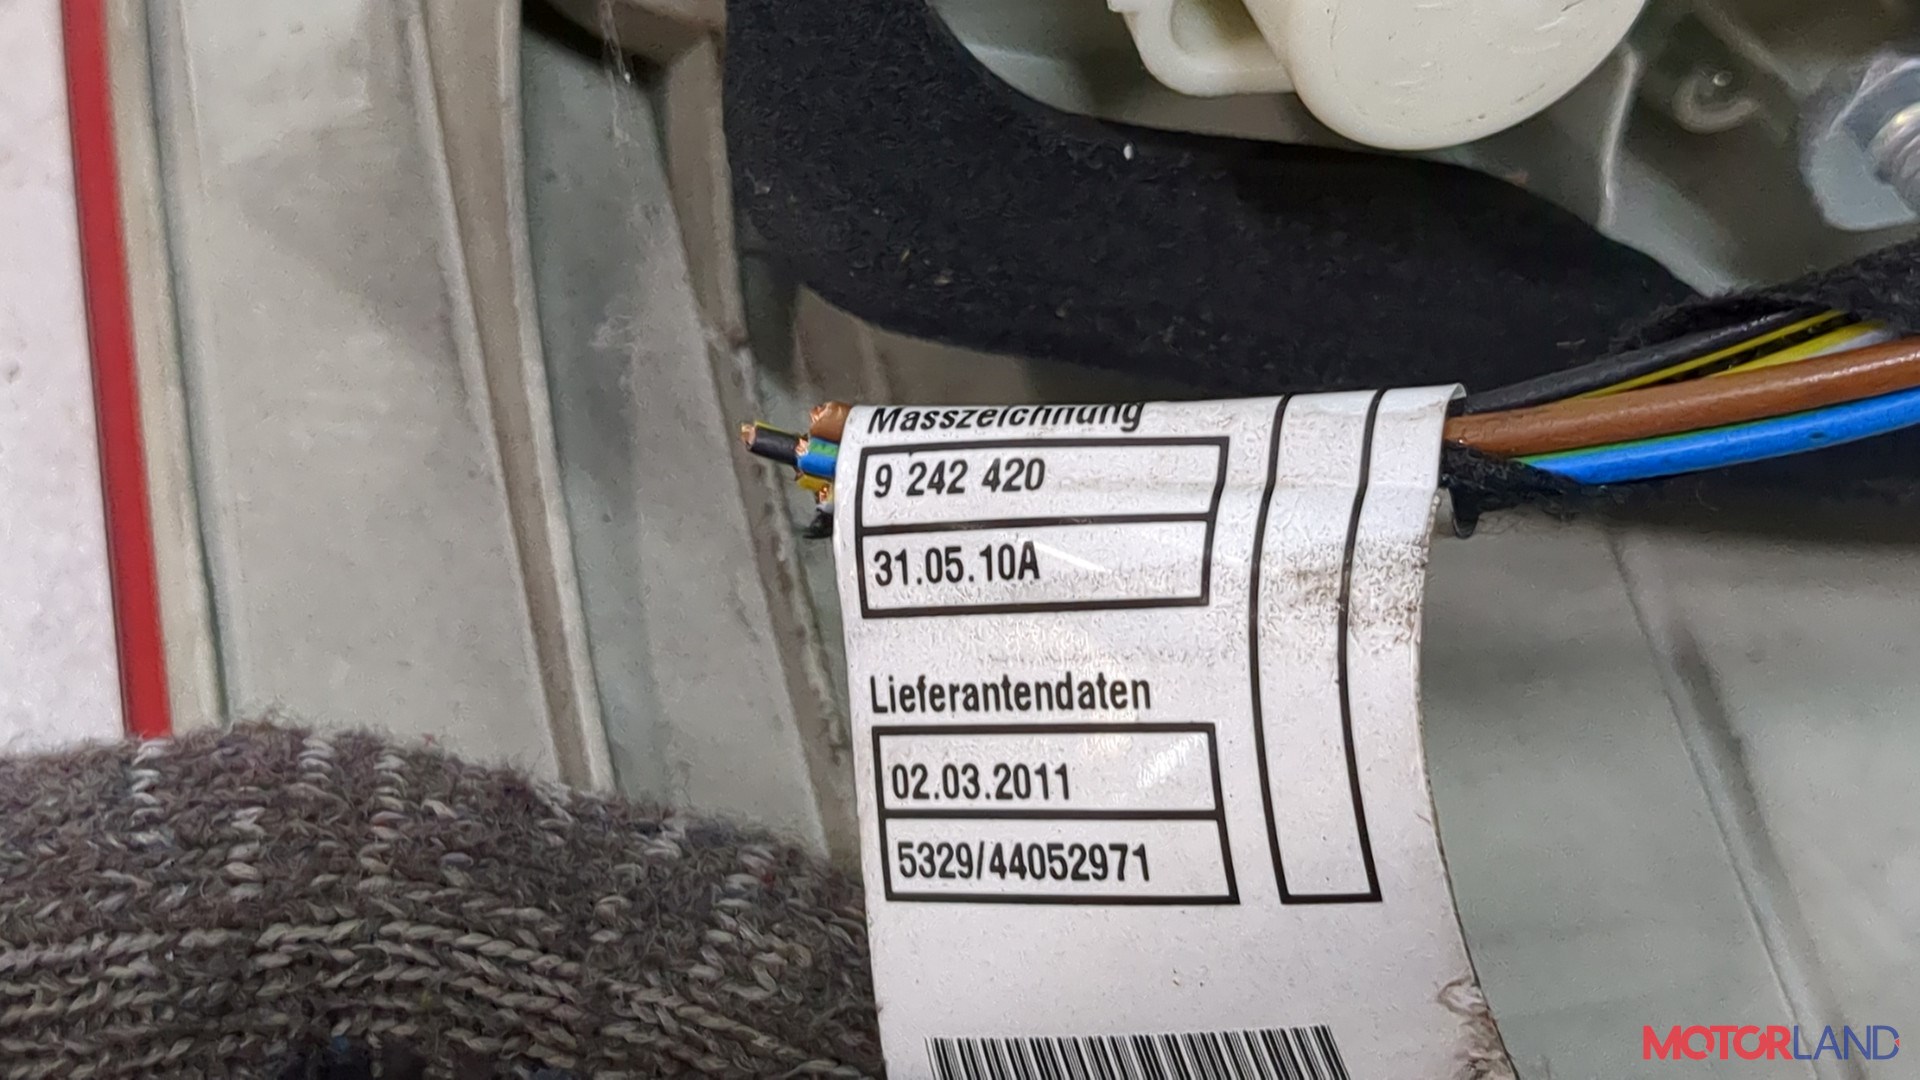 Masszeichnung
9 242 420
31.05.10A
Lieferantendaten
02.03.2011
5329/44052971
MOTORLAND